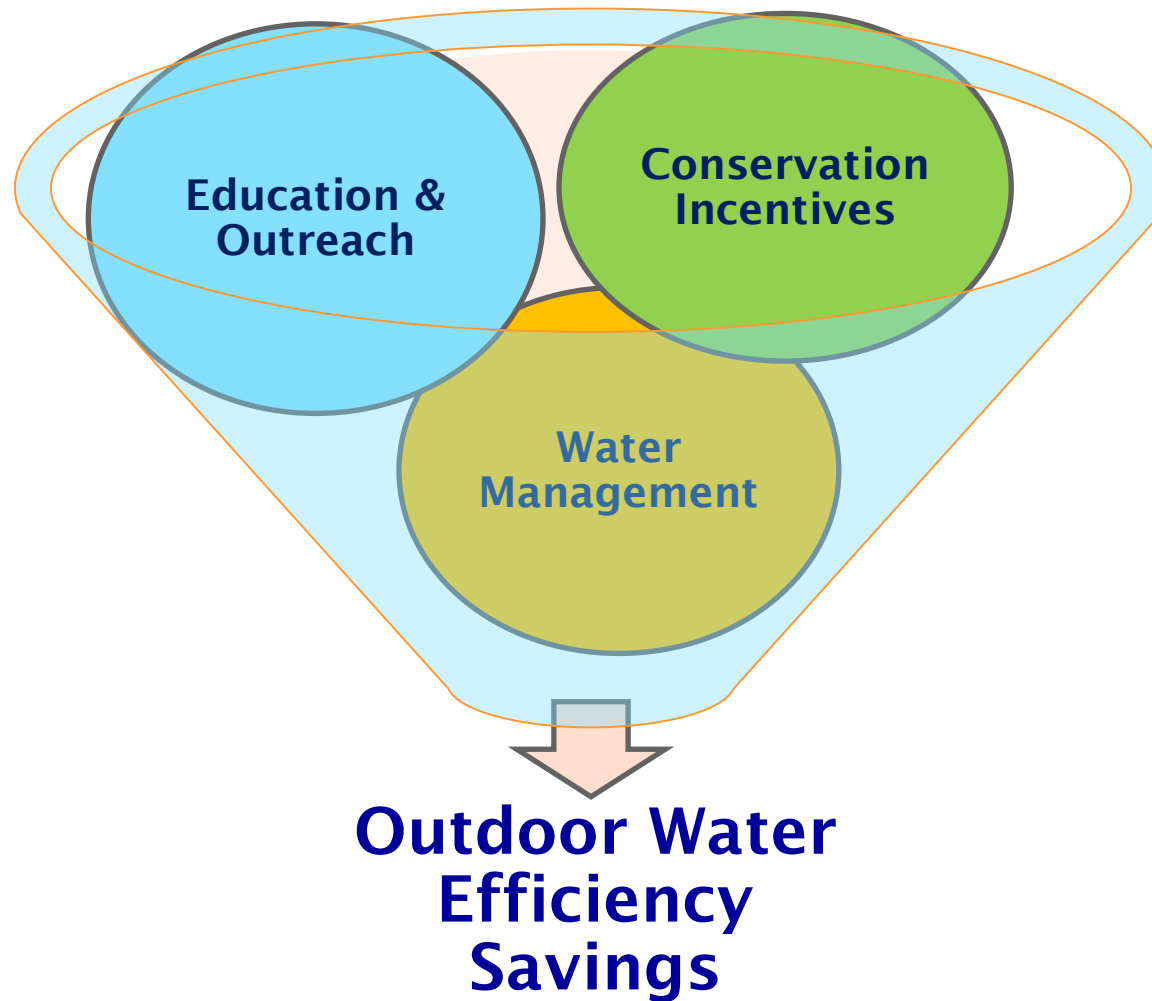 Education &
Outreach
Conservation
Incentives
Water
Management
Outdoor Water
Efficiency
Savings